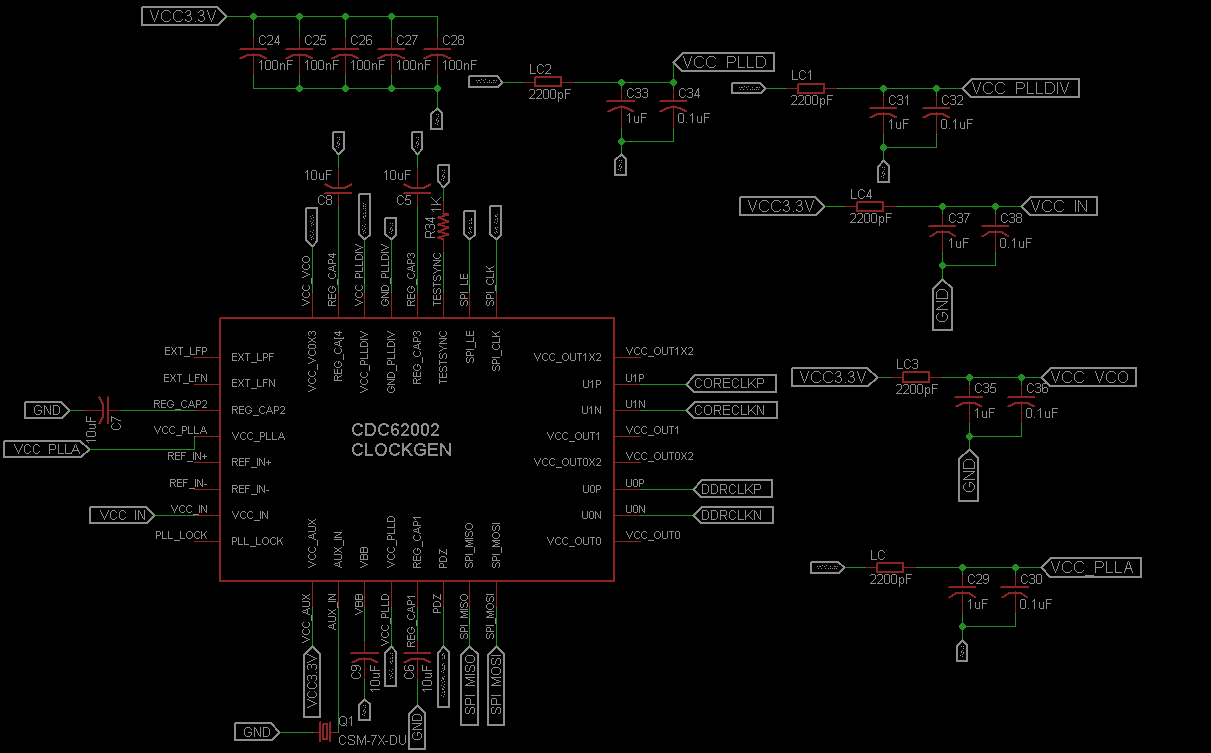 VCC3.3V
C24 C25 C26 C27 C28
100nF 100nF 100nF 100nF 100nF
LC2
2200pF
VCC_PLLD
C33 C34
1uF 0.1uF
LC1
2200pF
VCC_PLLDIV
C31 C32
1uF 0.1uF
VCC3.3V
LC4
2200pF
VCC_IN
C37 C38
1uF 0.1uF
GND
10uF
C8
10uF
C5
R34
1K
VCC_VCO
REG_CAP4
VCC_PLLDIV
GND_PLLDIV
REG_CAP3
TESTSYNC
SPI_LE
SPI_CLK
VCC_VC0X3
REG_CA[4
VCC_PLLDIV
GND_PLLDIV
REG_CAP3
TESTSYNC
SPI_LE
SPI_CLK
EXT_LFP EXT_LPF
EXT_LFN EXT_LFN
GND
10uF
C7
REG_CAP2 REG_CAP2
VCC_PLLA
VCC_PLLA VCC_PLLA
REF_IN+ REF_IN+
REF_IN- REF_IN-
VCC_IN
VCC_IN VCC_IN
PLL_LOCK PLL_LOCK
CDC62002
CLOCKGEN
VCC_OUT1X2 VCC_OUT1X2
U1P U1P CORECLKP
U1N U1N CORECLKN
VCC_OUT1 VCC_OUT1
VCC_OUT0X2 VCC_OUT0X2
U0P U0P DDRCLKP
U0N U0N DDRCLKN
VCC_OUT0 VCC_OUT0
VCC_AUX
AUX_IN
VBB
VCC_PLLD
REG_CAP1
PDZ
SPI_MISO
SPI_MOSI
VCC_AUX
AUX_IN
VBB
VCC_PLLD
REG_CAP1
PDZ
SPI_MISO
SPI_MOSI
VCC3.3V
C9
10uF
C6
10uF
GND
SPI_MISO
SPI_MOSI
GND
Q1
CSM-7X-DU
VCC3.3V
LC3
2200pF
VCC_VCO
C35 C36
1uF 0.1uF
GND
LC
2200pF
VCC_PLLA
C29 C30
1uF 0.1uF